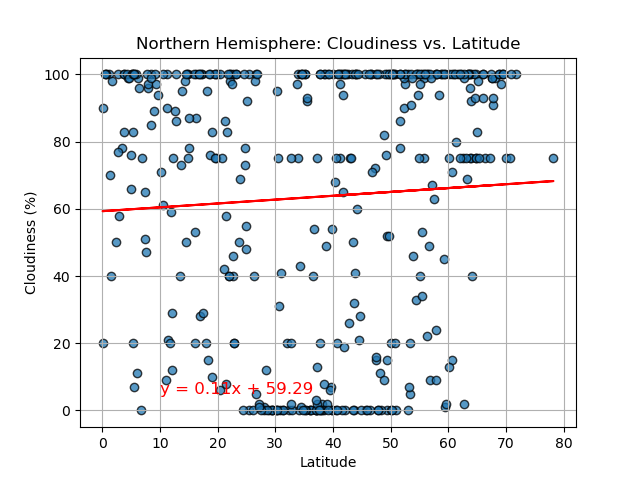 Northern Hemisphere: Cloudiness vs. Latitude
100
80
60
40
20
0
Cloudiness (%)
y = 0.11x + 59.29
0 10 20 30 40 50 60 70 80
Latitude